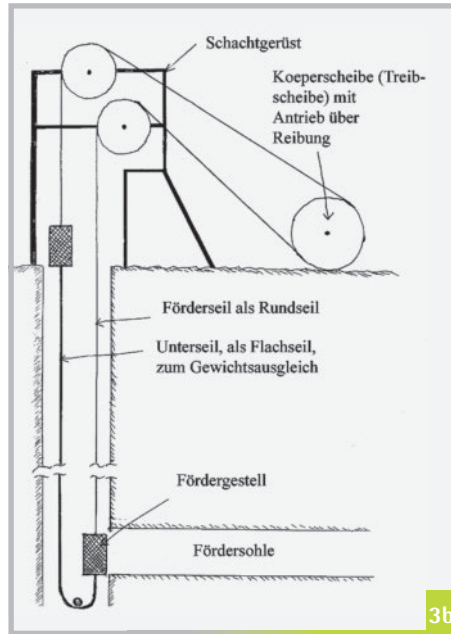 Schachtgerüst
Koeperscheibe (Treib-
scheibe) mit
Antrieb über
Reibung
Förderseil als Rundseil
Unterseil, als Flachseil,
zum Gewichtsausgleich
Fördergestell
Fördersohle
3b